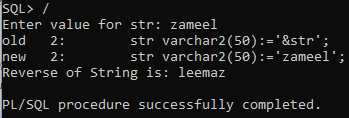 SQL> /
Enter value for str: zameel
old   2:         str varchar2(50):='&str';
new   2:         str varchar2(50):='zameel';
Reverse of String is: leemaz
PL/SQL procedure successfully completed.